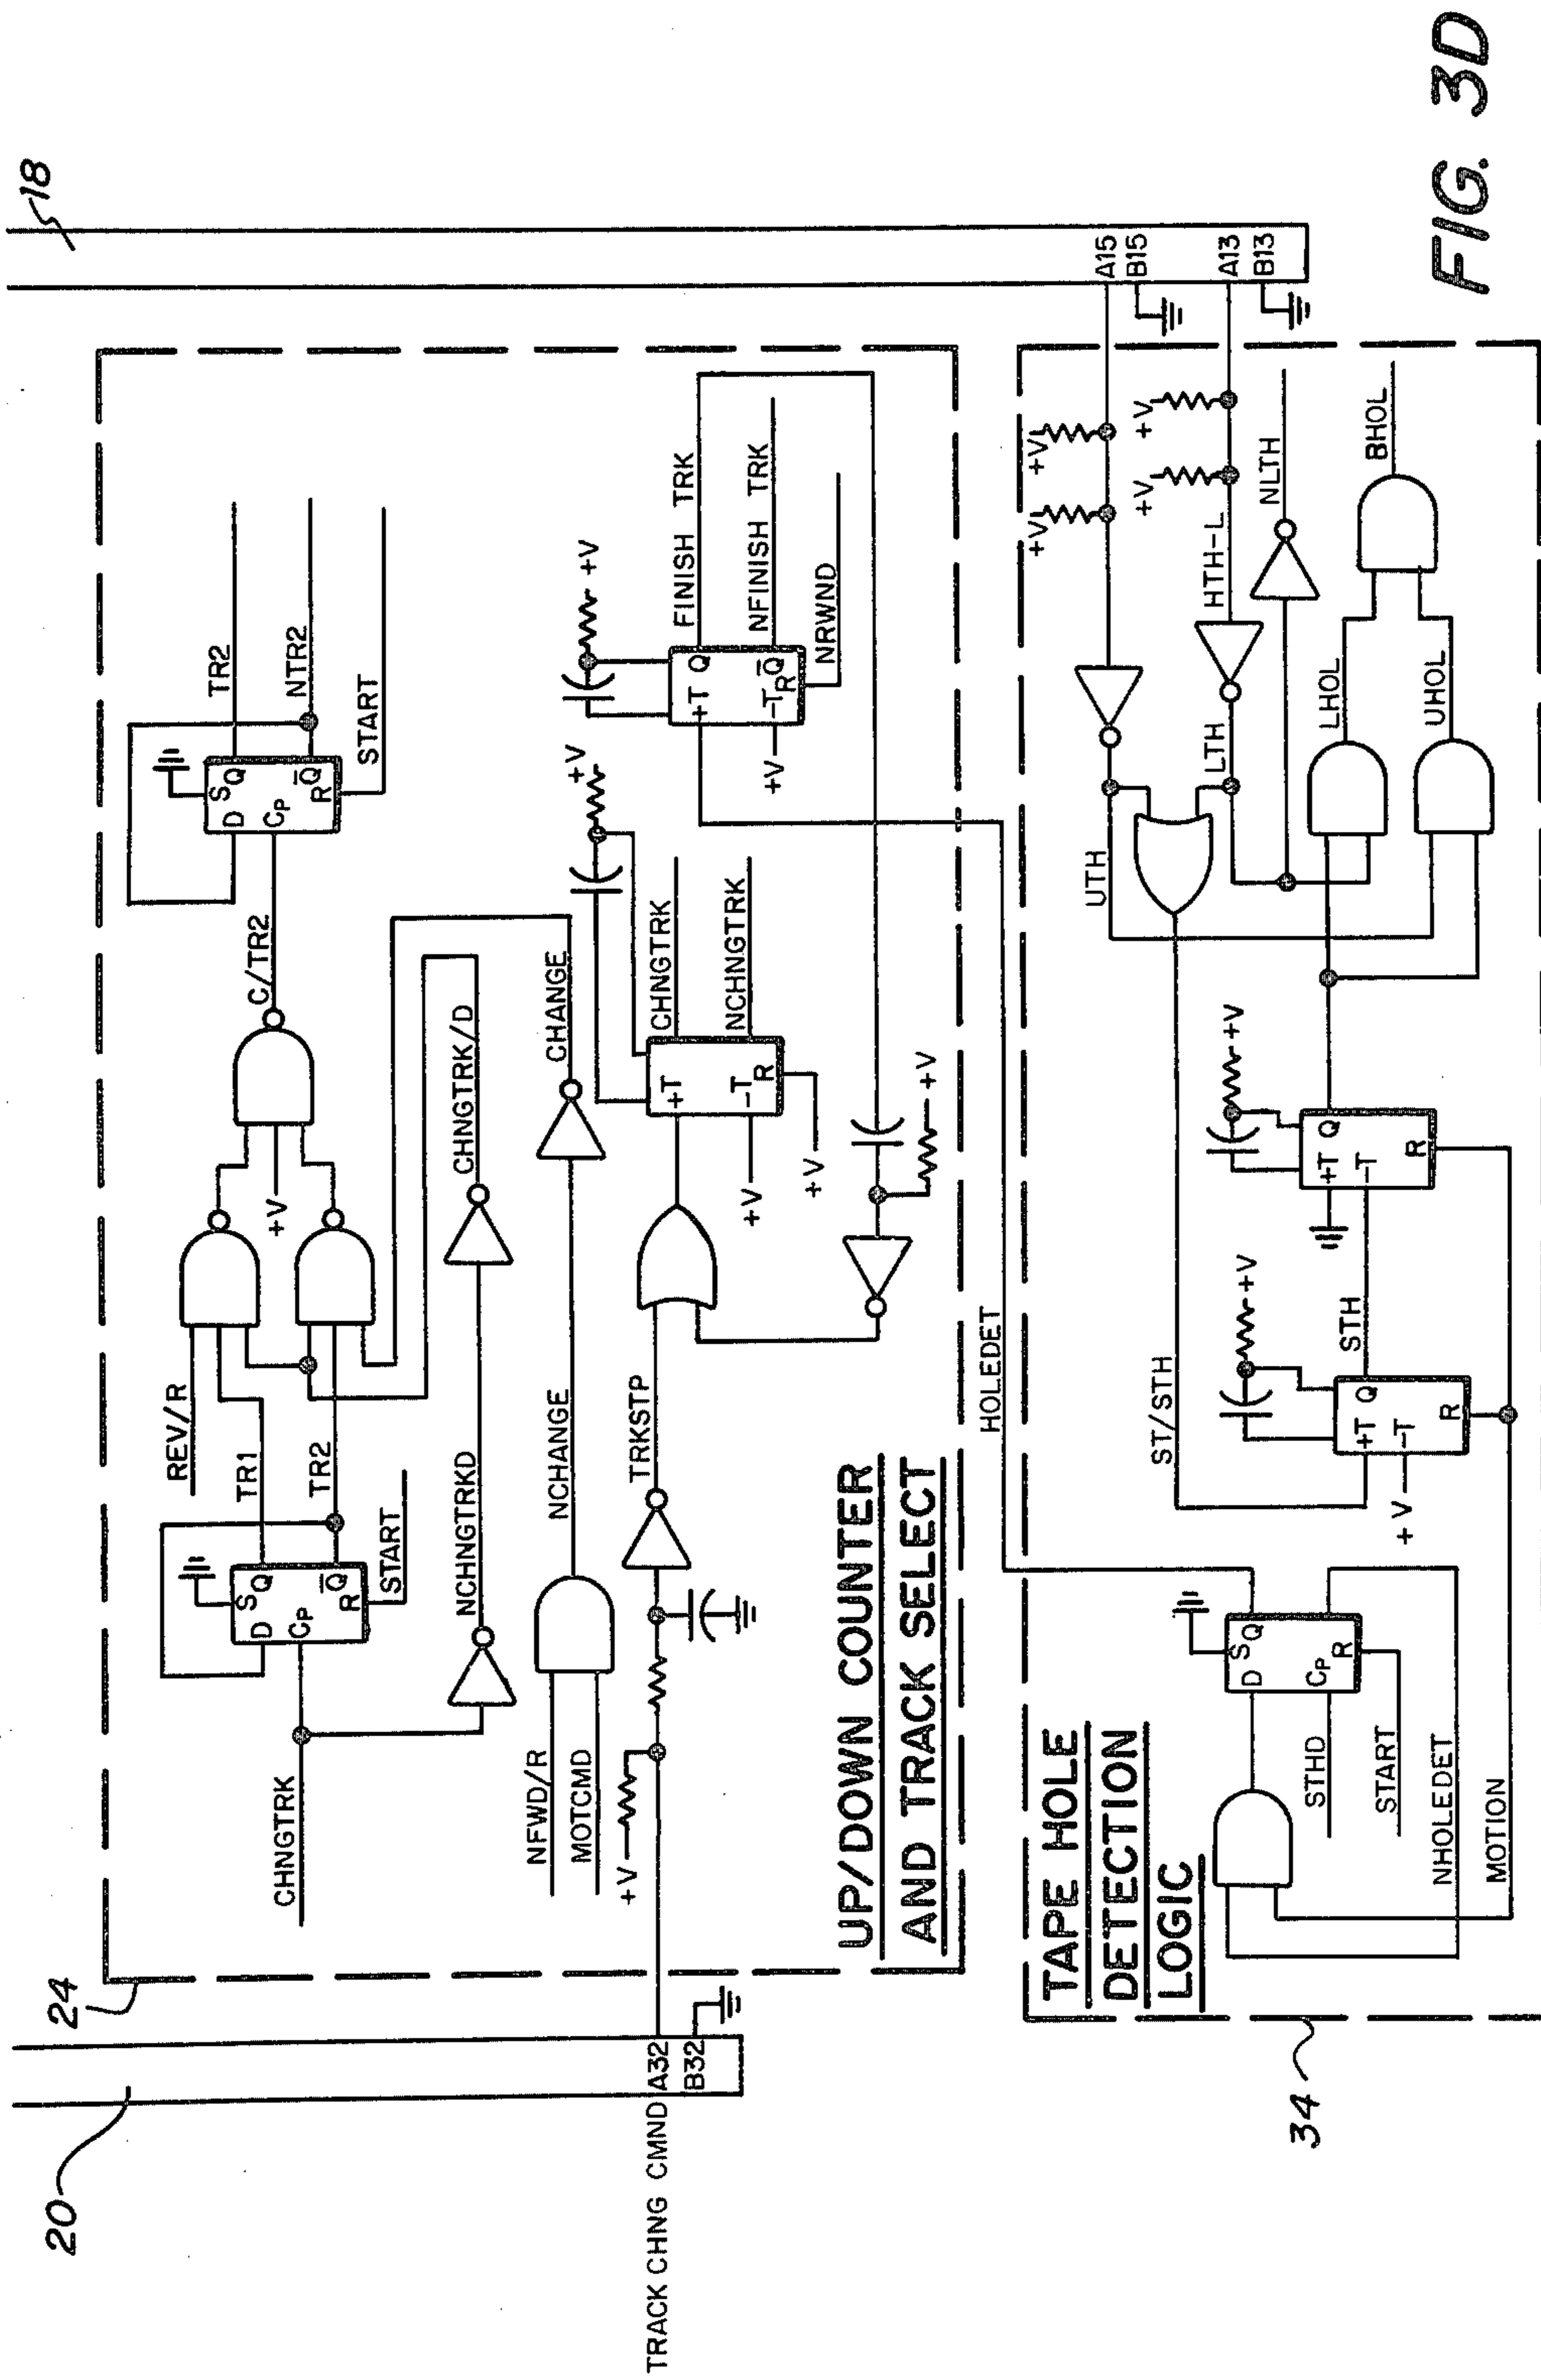 20
24
18
TRACK CHNG CMND
A32
B32
CHNGTRK
S
D
Q
CP
Q
R
START
TR1
TR2
REV/R
+V
C/TR2
S
D
Q
CP
Q
R
TR2
NTR2
START
NCHNGTRKD
CHNGTRK/D
NFWD/R
MOTCMD
NCHANGE
CHANGE
+V
TRKSTP
+T
-T
R
+V
+V
+V
CHNGTRK
NCHNGTRK
+V
+T
Q
-T
Q
R
+V
+V
FINISH TRK
NFINISH TRK
NRWND
UP/DOWN COUNTER
AND TRACK SELECT
HOLEDET
34
TAPE HOLE
DETECTION
LOGIC
STHD
START
NHOLEDET
MOTION
S
D
Q
CP
R
ST/STH
+V
+T
Q
-T
R
+V
STH
+T
Q
-T
R
+V
UTH
LTH
HTH-L
NLTH
LHOL
UHOL
BHOL
+V
+V
+V
+V
A15
B15
A13
B13
FIG. 3D